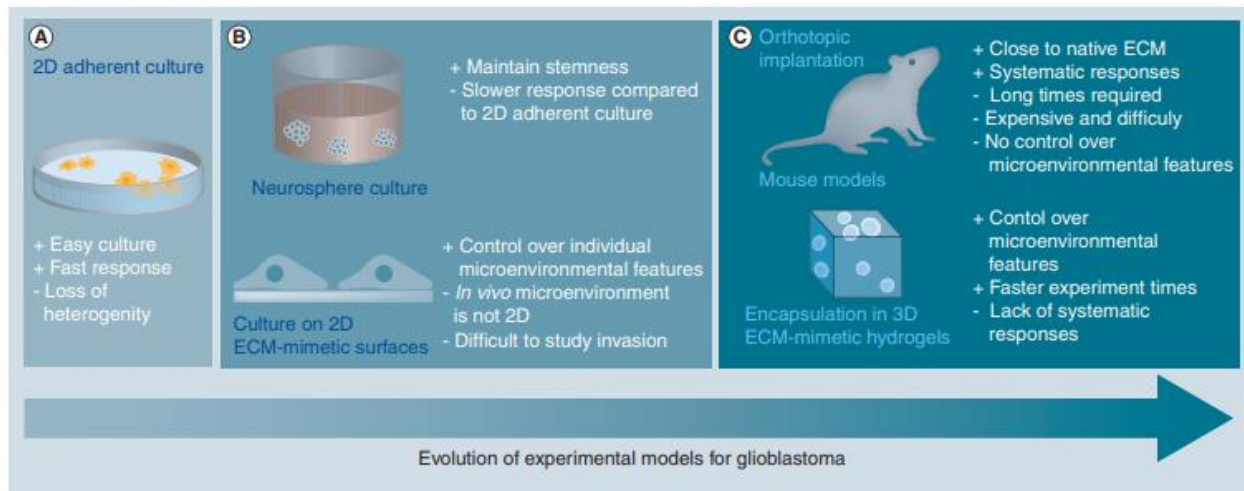 A
2D adherent culture
+ Easy culture
+ Fast response
- Loss of
heterogenity
B
+ Maintain stemness
- Slower response compared
to 2D adherent culture
Neurosphere culture
+ Control over individual
microenvironmental features
- In vivo microenvironment
is not 2D
- Difficult to study invasion
Culture on 2D
ECM-mimetic surfaces
C
Orthotopic
implantation
+ Close to native ECM
+ Systematic responses
- Long times required
- Expensive and difficuly
- No control over
microenvironmental features
Mouse models
+ Contol over
microenvironmental
features
+ Faster experiment times
- Lack of systematic
responses
Encapsulation in 3D
ECM-mimetic hydrogels
Evolution of experimental models for glioblastoma